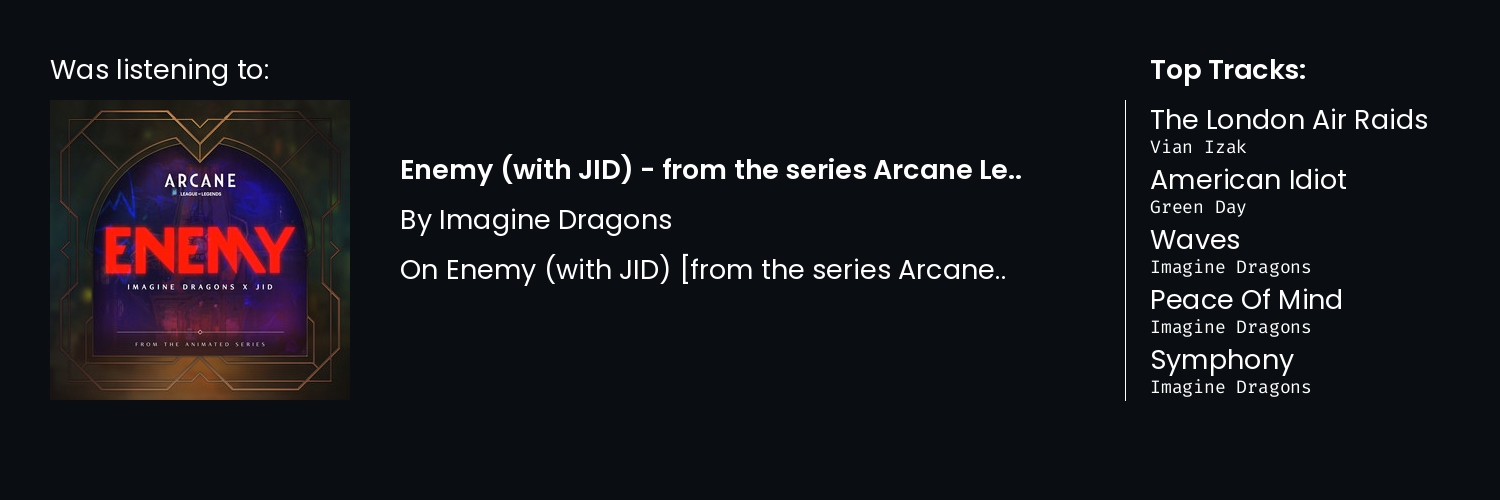 Was listening to:
ARCANE
LEAGUE OF LEGENDS
ENEMY
IMAGINE DRAGONS X JID
FROM THE ANIMATED SERIES
Enemy (with JID) - from the series Arcane Le..
By Imagine Dragons
On Enemy (with JID) [from the series Arcane..
Top Tracks:
The London Air Raids
Vian Izak
American Idiot
Green Day
Waves
Imagine Dragons
Peace Of Mind
Imagine Dragons
Symphony
Imagine Dragons